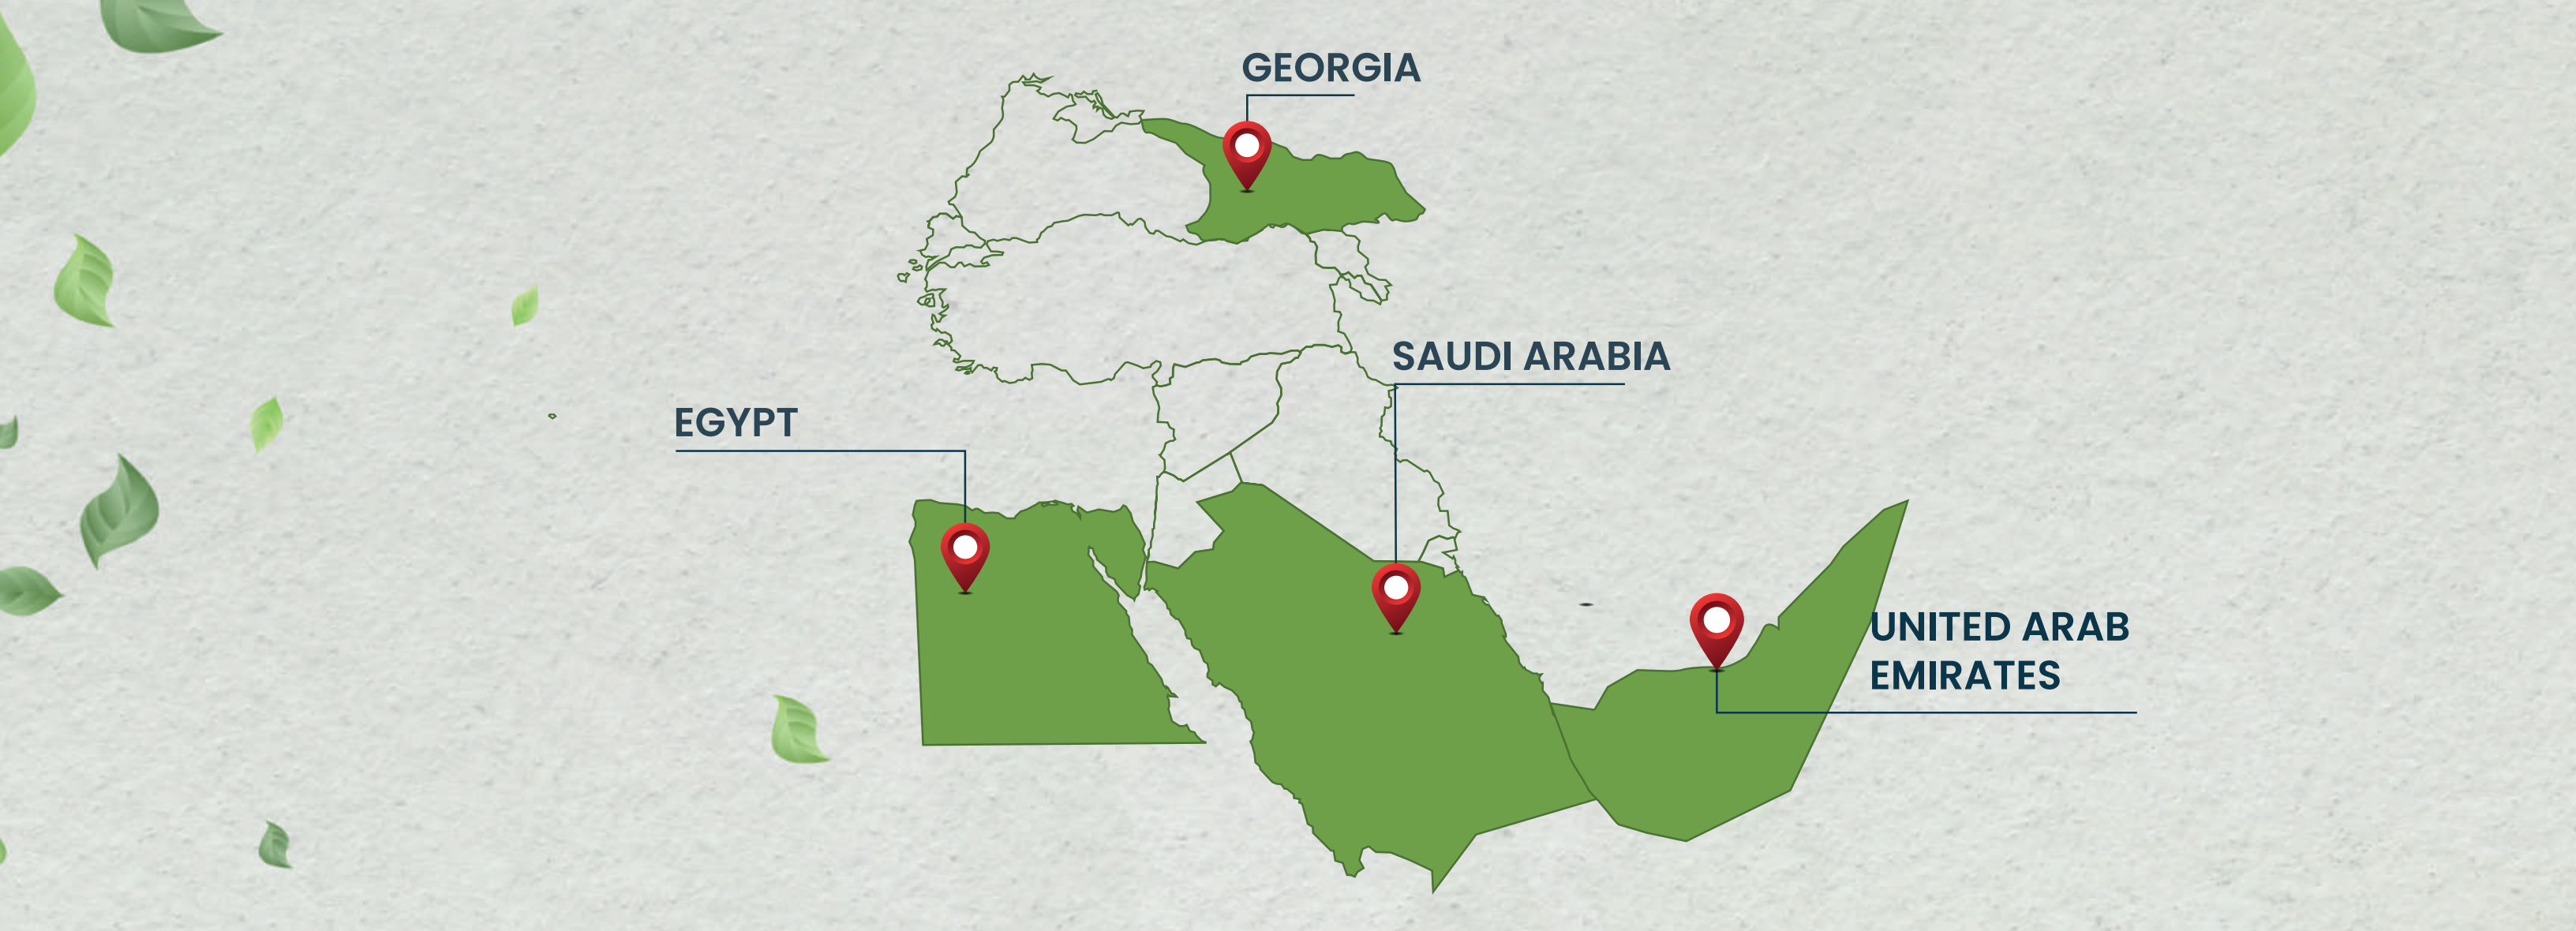 GEORGIA
SAUDI ARABIA
EGYPT
UNITED ARAB
EMIRATES